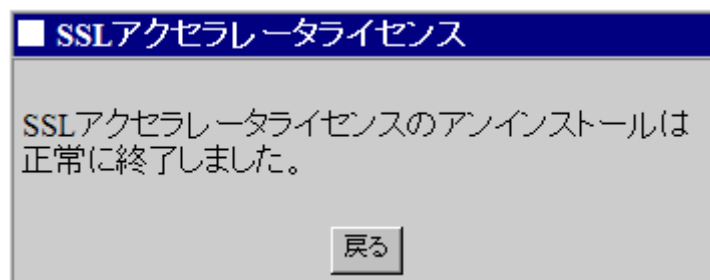 ■ SSLアクセラレータライセンス
SSLアクセラレータライセンスのアンインストールは
正常に終了しました。
戻る